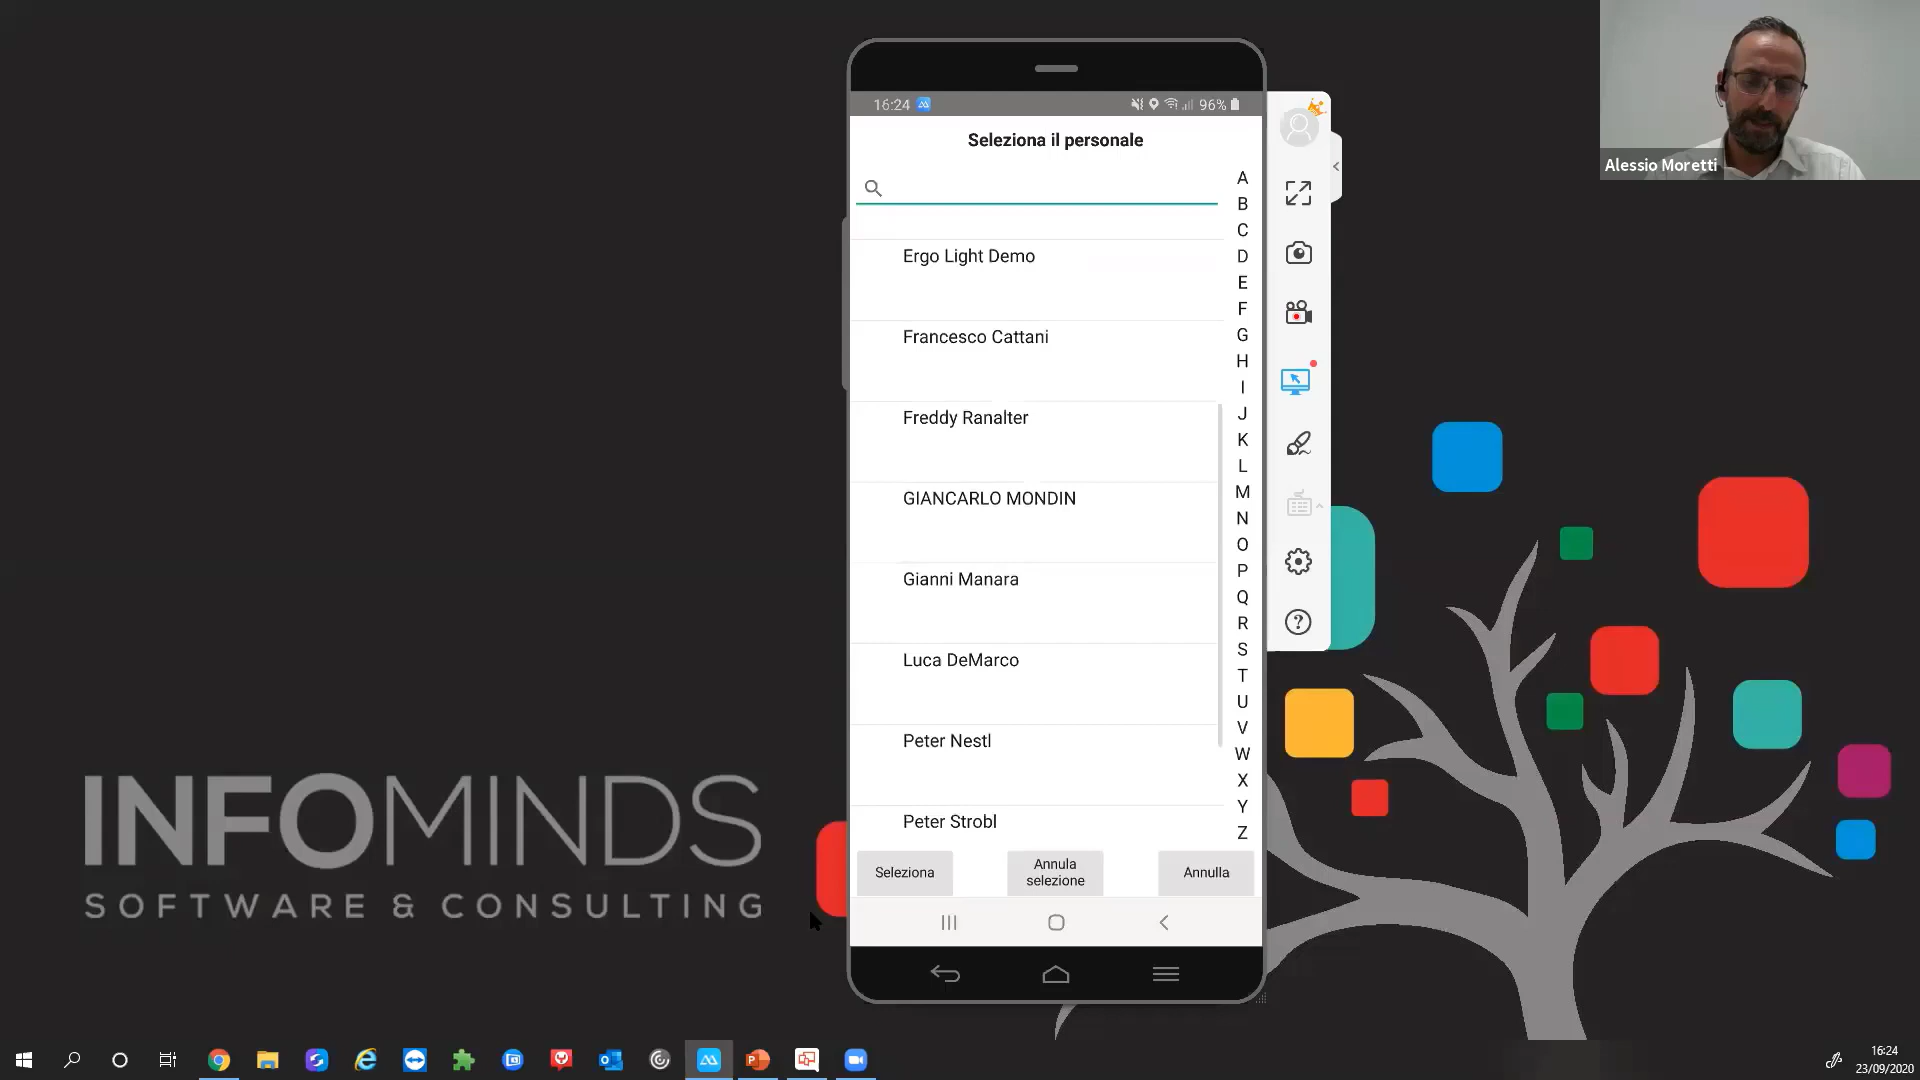 16:24
96%
Seleziona il personale
Ergo Light Demo
Francesco Cattani
Freddy Ranalter
GIANCARLO MONDIN
Gianni Manara
Luca DeMarco
Peter Nestl
Peter Strobl
A
B
C
D
E
F
G
H
I
J
K
L
M
N
O
P
Q
R
S
T
U
V
W
X
Y
Z
Seleziona
Annulla
selezione
Annulla
Alessio Moretti
INFOMINDS
SOFTWARE & CONSULTING
16:24
23/09/2020